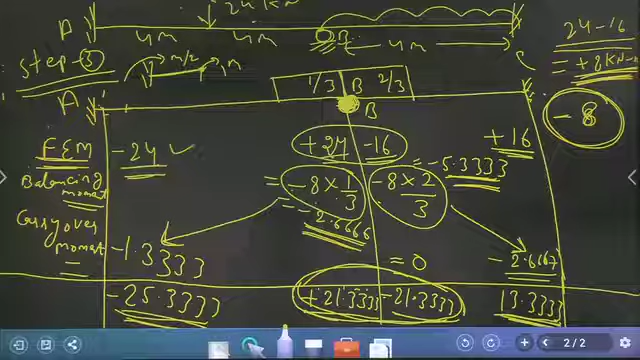 24 KN
A
4m 4m B 4m C
24-16
= +8 KN-m
-8
Step-3
m/2 m
1/3 B 2/3
A B
FEM -24 +24 -16 +16
Balancing moment = -8 × 1/3 -8 × 2/3 = -5.3333
= -2.6666
Carryover moment -1.3333 -2.6667
= 0
-25.3333 +21.3333 -21.3333 13.3333
2/2